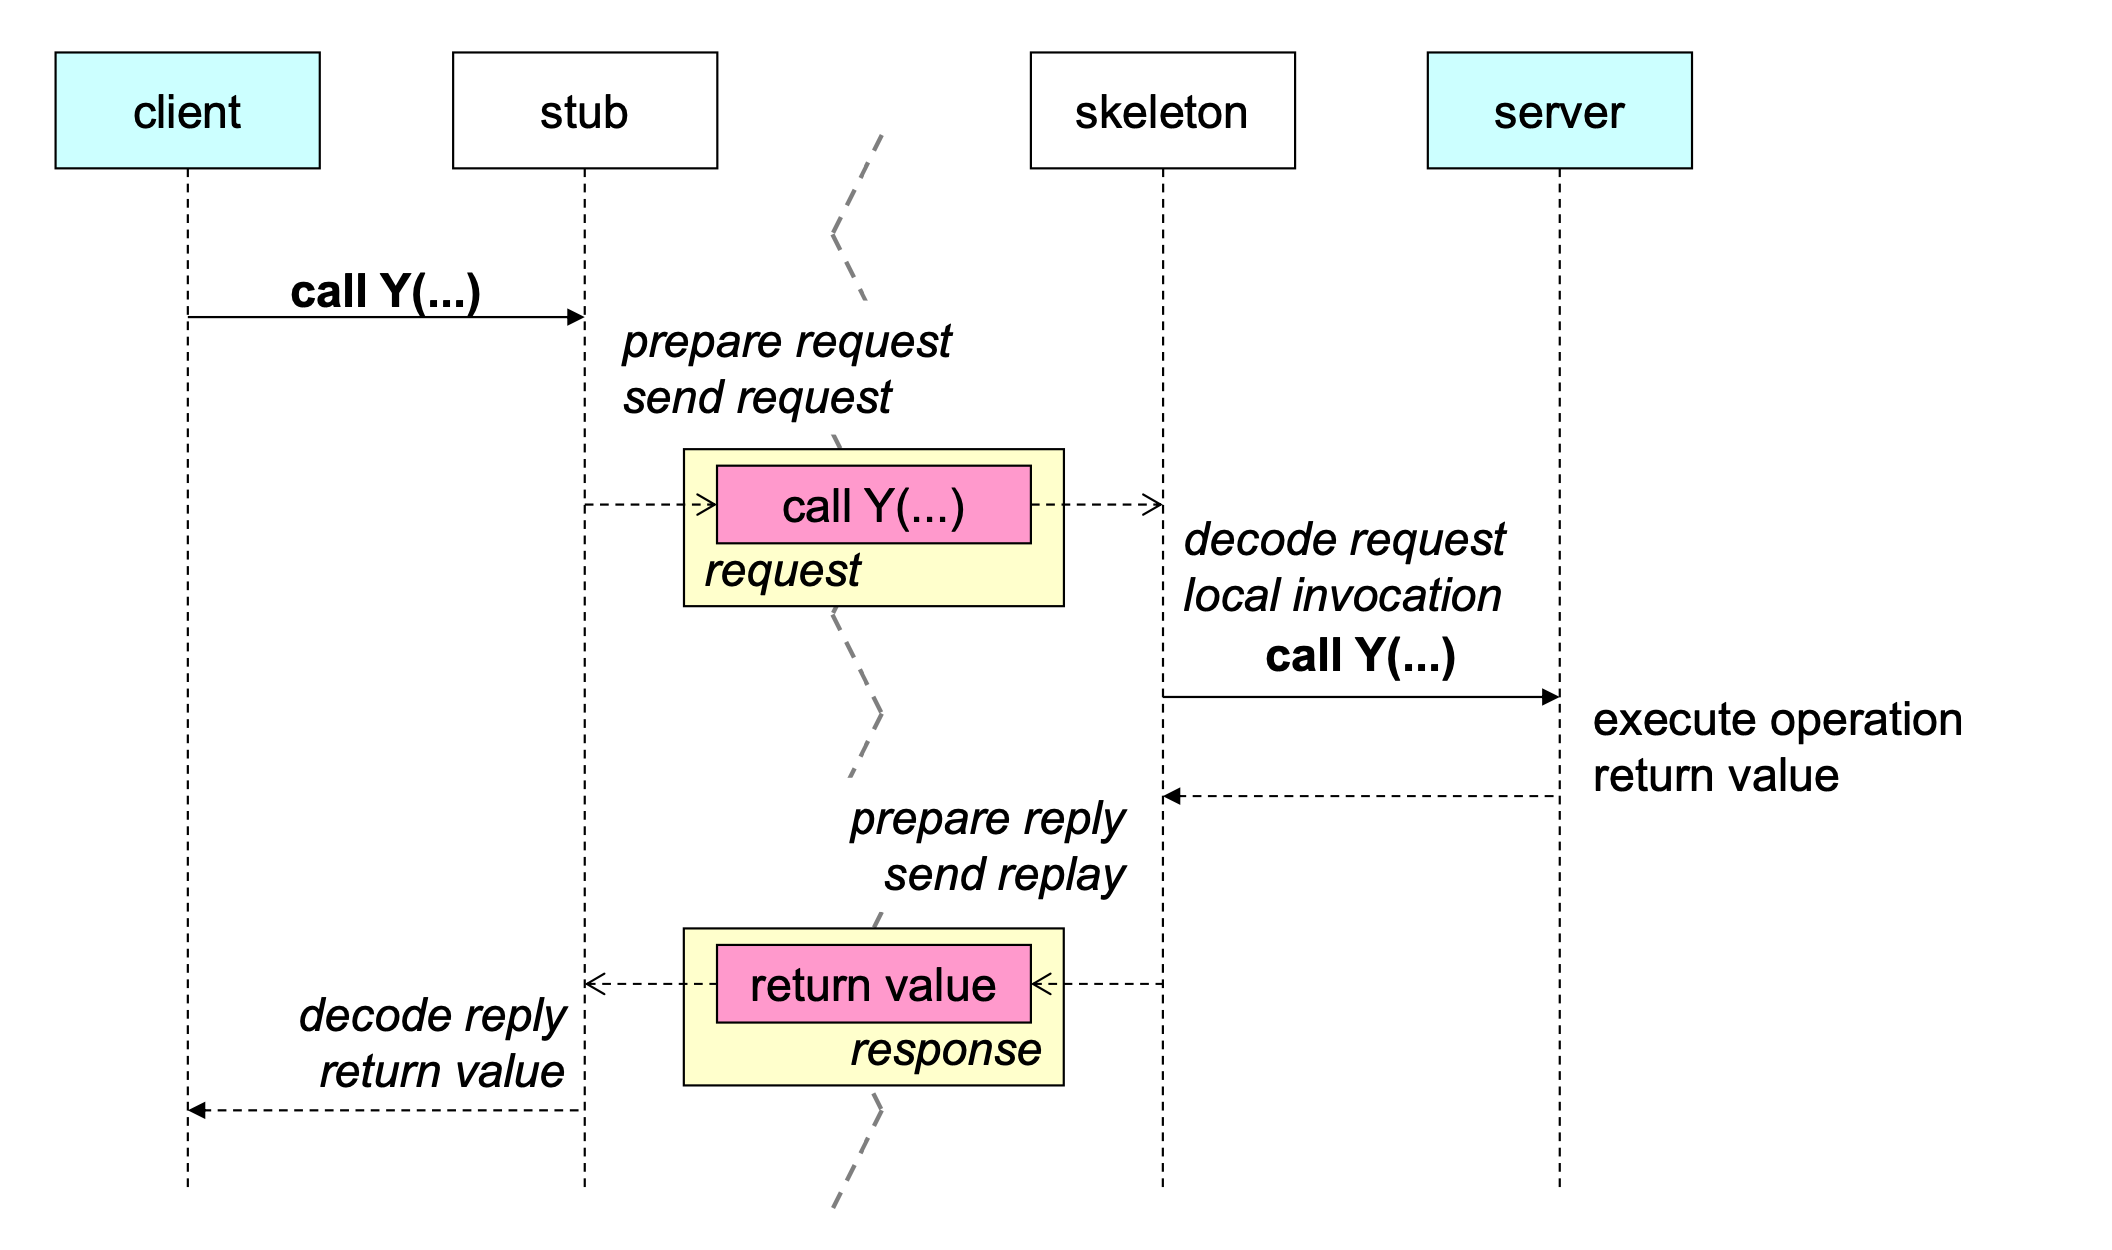 client
stub
skeleton
server
call Y(...)
prepare request
send request
call Y(...)
request
decode request
local invocation
call Y(...)
execute operation
return value
prepare reply
send replay
return value
response
decode reply
return value